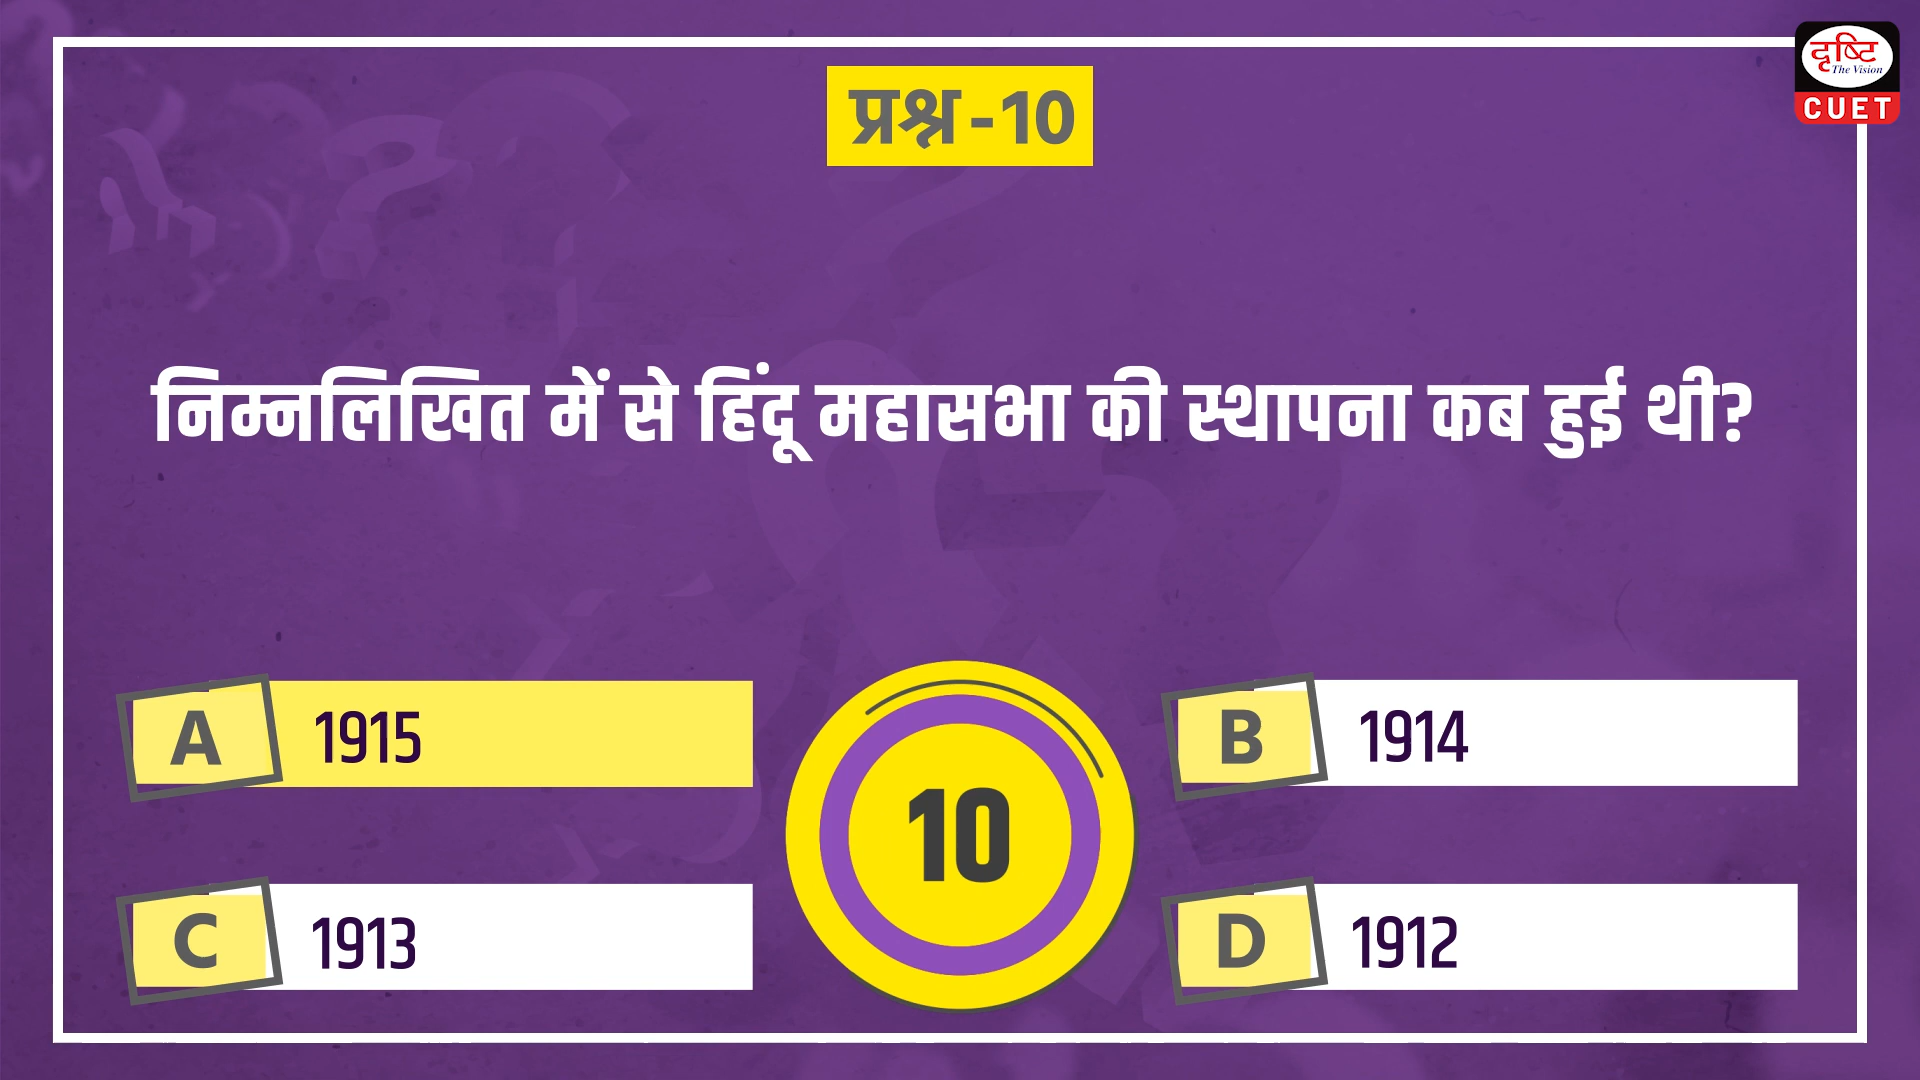 दृष्टि
The Vision
CUET
प्रश्न-10
निम्नलिखित में से हिंदू महासभा की स्थापना कब हुई थी?
A 1915
B 1914
10
C 1913
D 1912